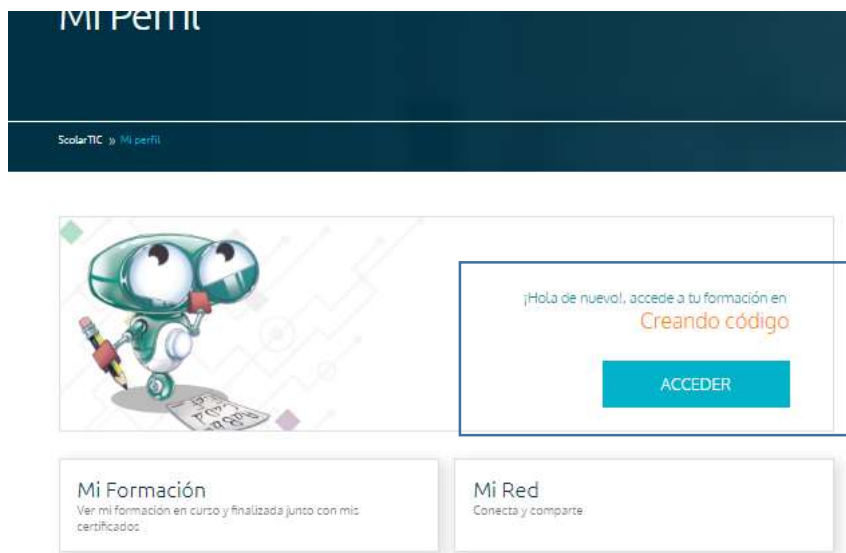 Mi Perfil
ScolarTIC » Mi perfil
¡Hola de nuevo!, accede a tu formación en
Creando código
ACCEDER
Mi Formación
Ver mi formación en curso y finalizada junto con mis
certificados
Mi Red
Conecta y comparte